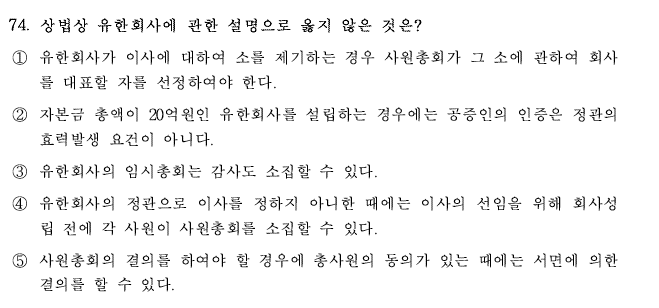 74. 상법상 유한회사에 관한 설명으로 옳지 않은 것은?
① 유한회사가 이사에 대하여 소를 제기하는 경우 사원총회가 그 소에 관하여 회사
를 대표할 자를 선정하여야 한다.
② 자본금 총액이 20억원인 유한회사를 설립하는 경우에는 공증인의 인증은 정관의
효력발생 요건이 아니다.
③ 유한회사의 임시총회는 감사도 소집할 수 있다.
④ 유한회사의 정관으로 이사를 정하지 아니한 때에는 이사의 선임을 위해 회사성
립 전에 각 사원이 사원총회를 소집할 수 있다.
⑤ 사원총회의 결의를 하여야 할 경우에 총사원의 동의가 있는 때에는 서면에 의한
결의를 할 수 있다.